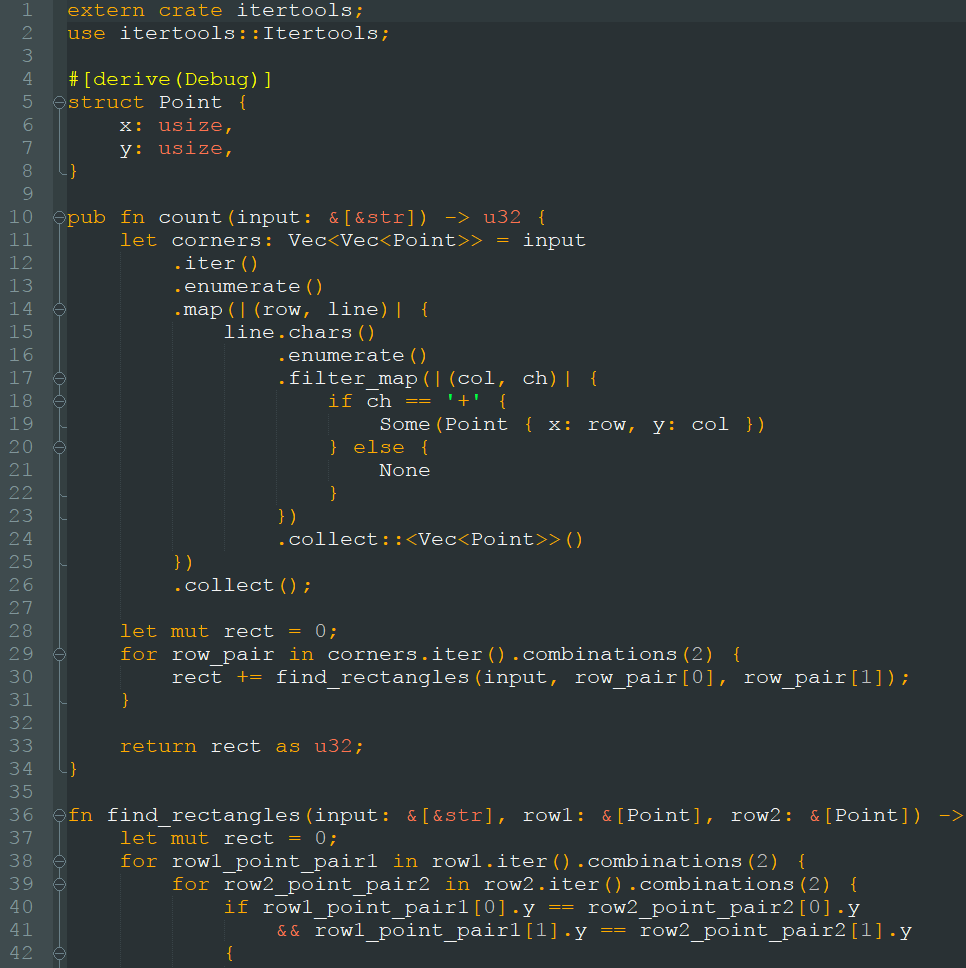 1 extern crate itertools;
2 use itertools::Itertools;
3
4 #[derive(Debug)]
5 struct Point {
6     x: usize,
7     y: usize,
8 }
9
10 pub fn count(input: &[&str]) -> u32 {
11     let corners: Vec<Vec<Point>> = input
12         .iter()
13         .enumerate()
14         .map(|(row, line)| {
15             line.chars()
16                 .enumerate()
17                 .filter_map(|(col, ch)| {
18                     if ch == '+' {
19                         Some(Point { x: row, y: col })
20                     } else {
21                         None
22                     }
23                 })
24                 .collect::<Vec<Point>>()
25         })
26         .collect();
27
28     let mut rect = 0;
29     for row_pair in corners.iter().combinations(2) {
30         rect += find_rectangles(input, row_pair[0], row_pair[1]);
31     }
32
33     return rect as u32;
34 }
35
36 fn find_rectangles(input: &[&str], row1: &[Point], row2: &[Point]) ->
37     let mut rect = 0;
38     for row1_point_pair1 in row1.iter().combinations(2) {
39         for row2_point_pair2 in row2.iter().combinations(2) {
40             if row1_point_pair1[0].y == row2_point_pair2[0].y
41                 && row1_point_pair1[1].y == row2_point_pair2[1].y
42             {